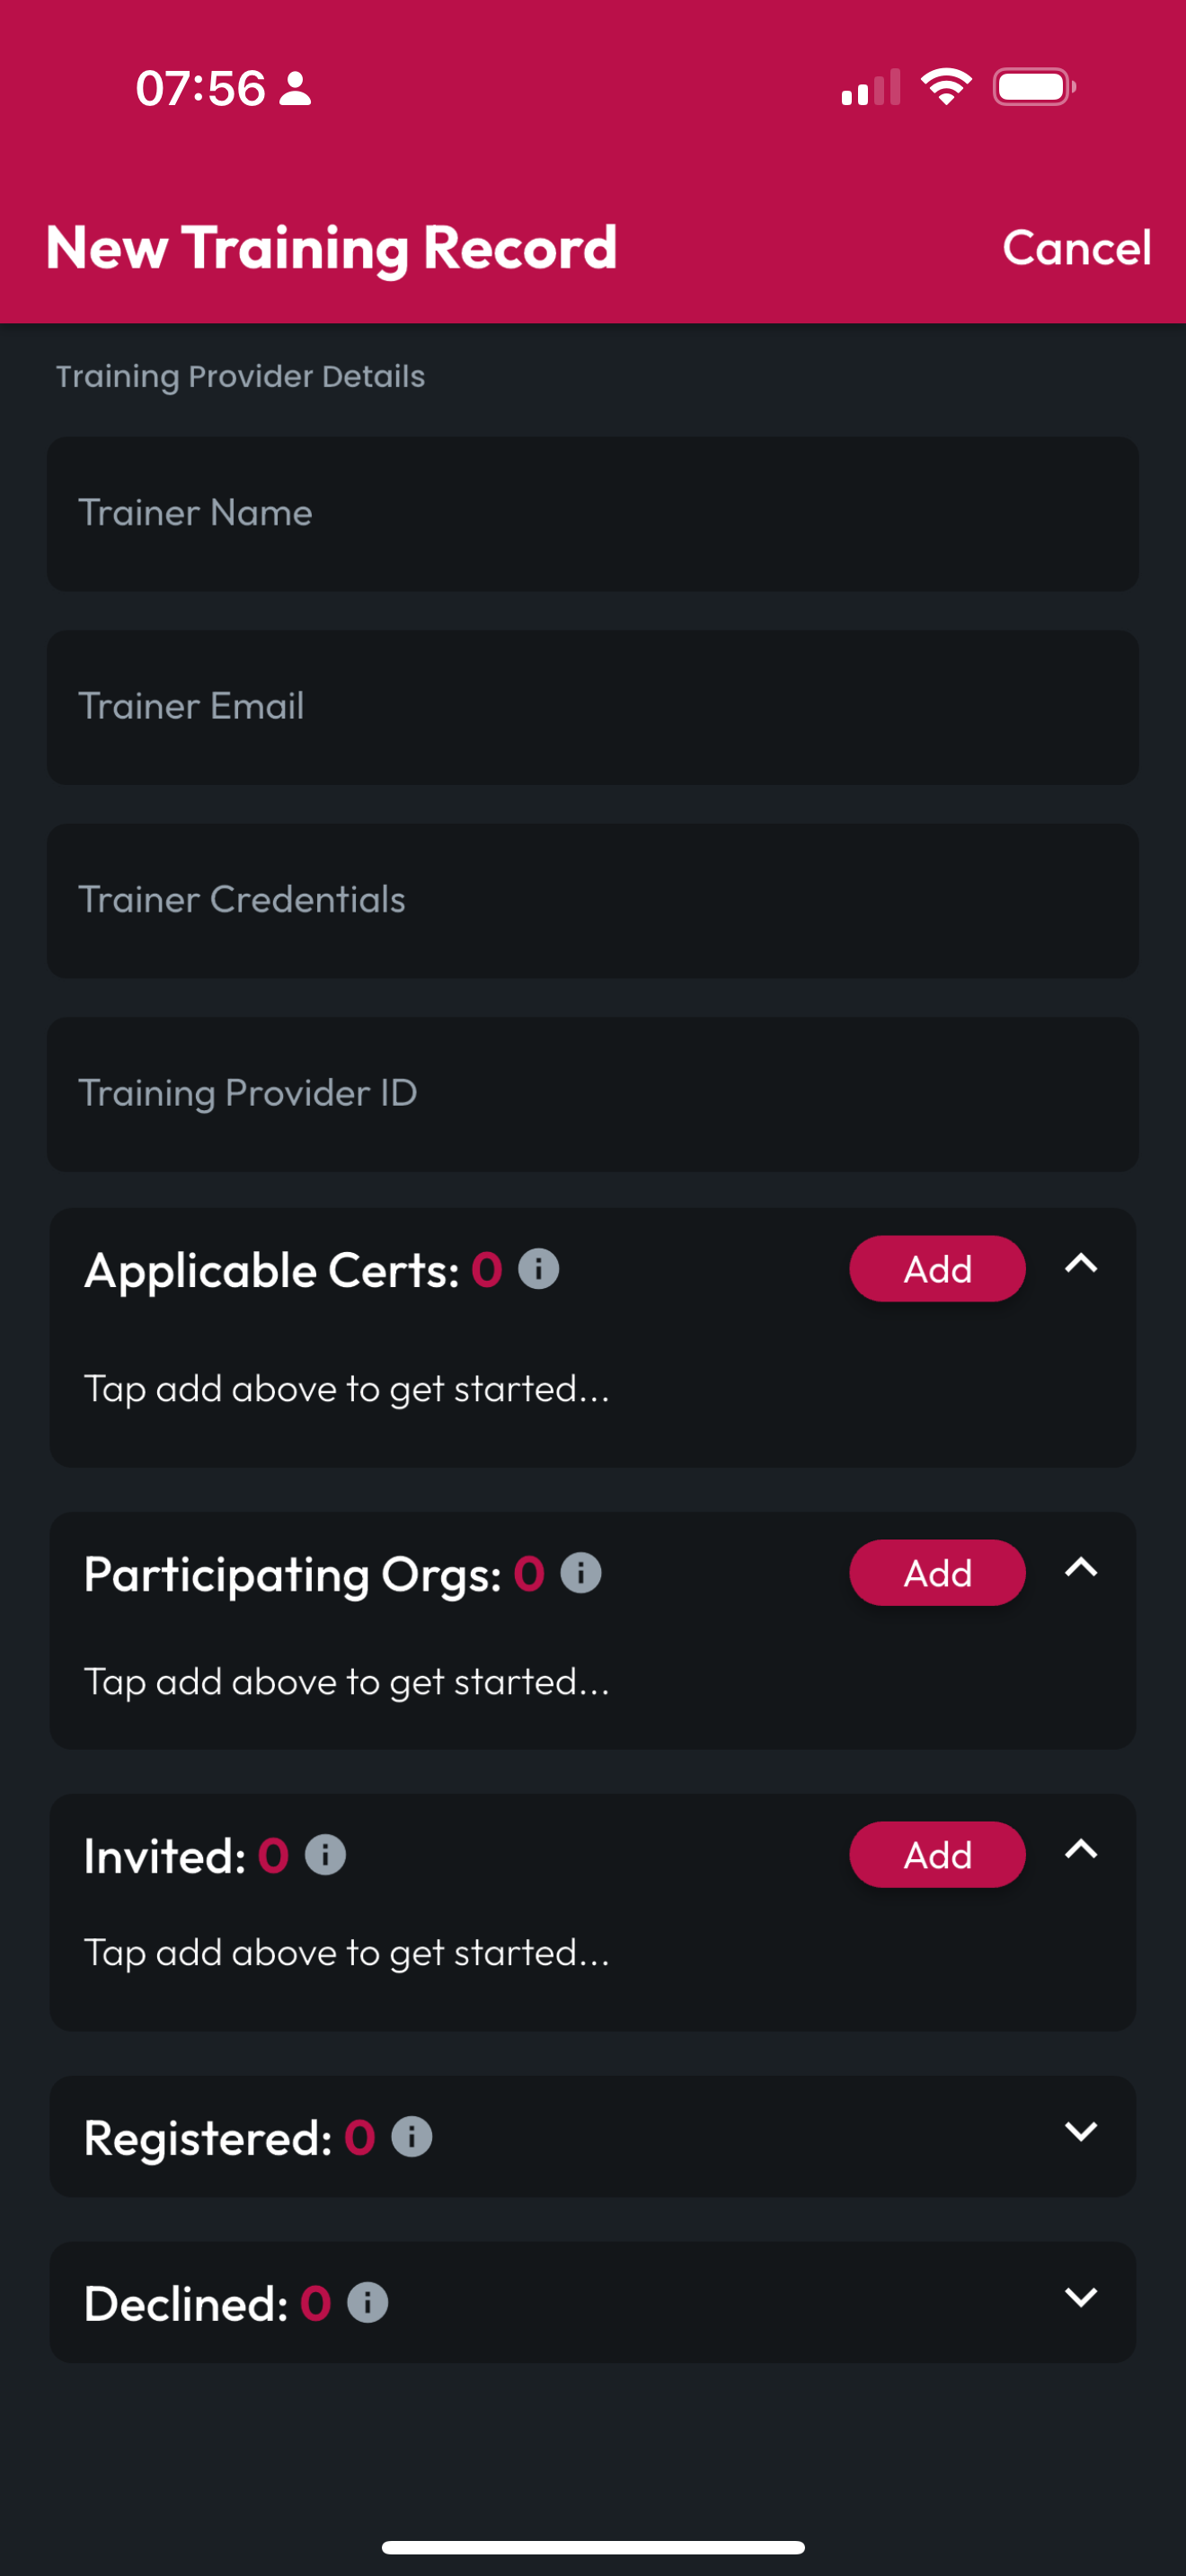 07:56
New Training Record Cancel
Training Provider Details
Trainer Name
Trainer Email
Trainer Credentials
Training Provider ID
Applicable Certs: 0 Add
Tap add above to get started...
Participating Orgs: 0 Add
Tap add above to get started...
Invited: 0 Add
Tap add above to get started...
Registered: 0
Declined: 0